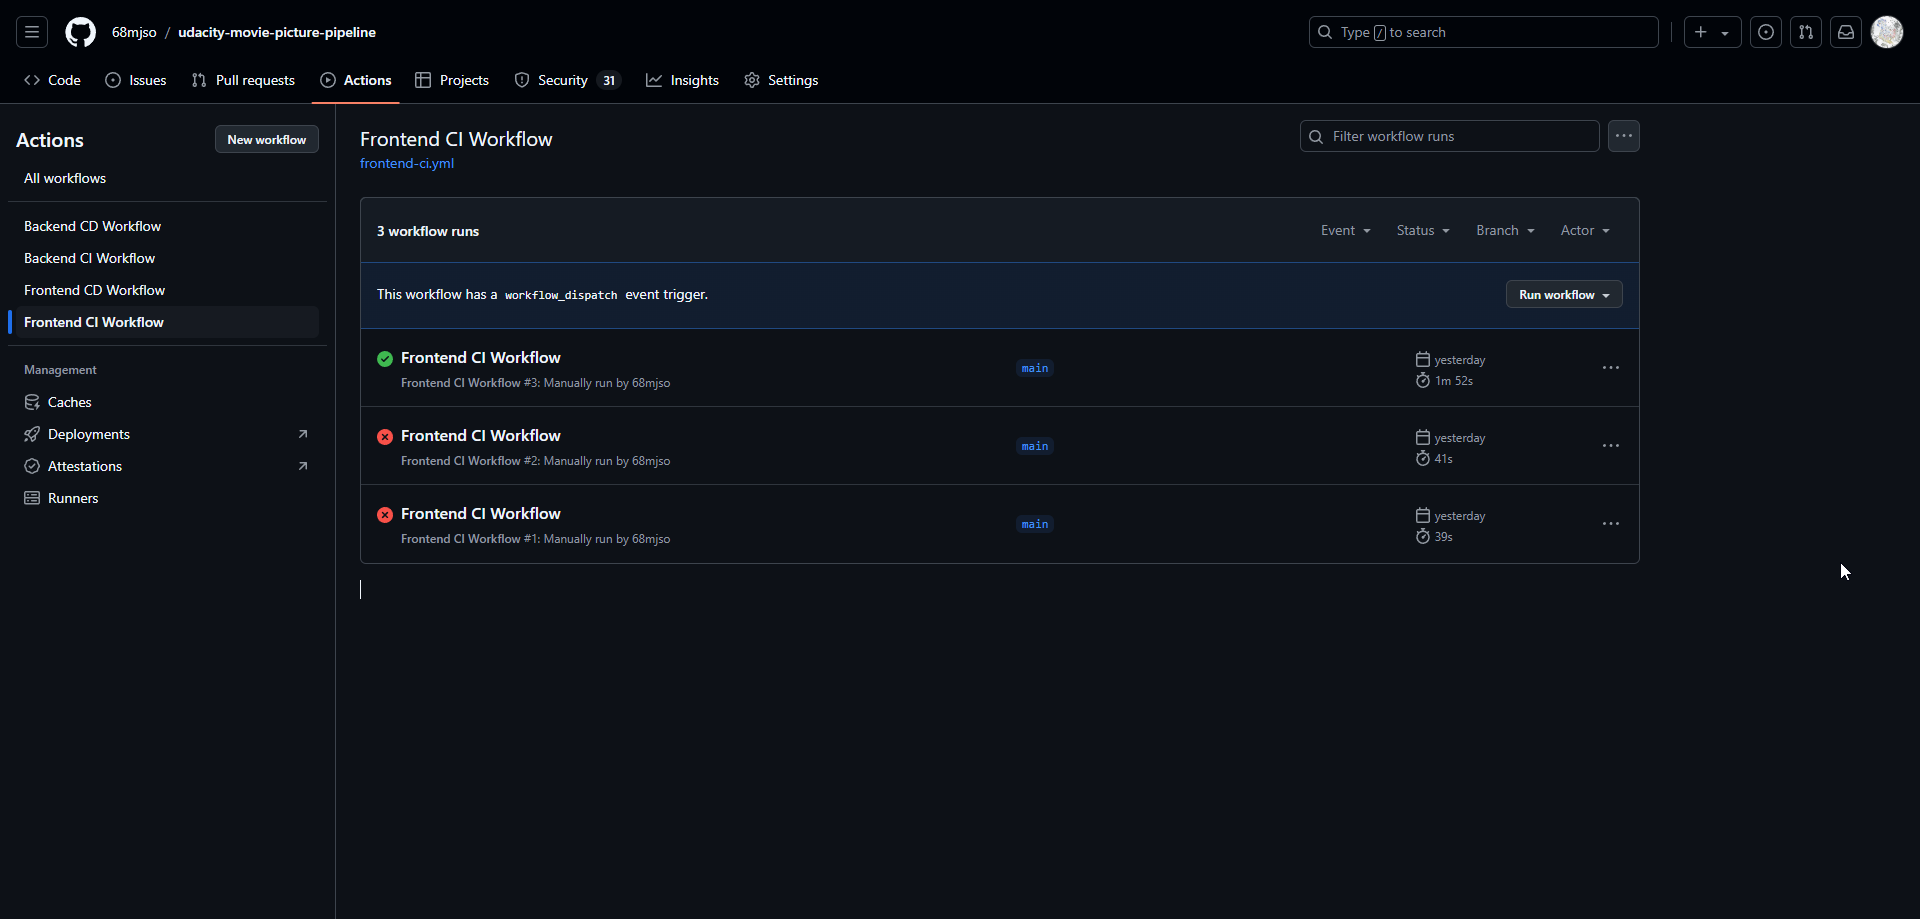 68mjso / udacity-movie-picture-pipeline
Type / to search
Code Issues Pull requests Actions Projects Security 31 Insights Settings
Actions
New workflow
All workflows
Backend CD Workflow
Backend CI Workflow
Frontend CD Workflow
Frontend CI Workflow
Management
Caches
Deployments
Attestations
Runners
Frontend CI Workflow
frontend-ci.yml
Filter workflow runs
3 workflow runs
Event Status Branch Actor
This workflow has a workflow_dispatch event trigger.
Run workflow
Frontend CI Workflow
Frontend CI Workflow #3: Manually run by 68mjso
main
yesterday
1m 52s
Frontend CI Workflow
Frontend CI Workflow #2: Manually run by 68mjso
main
yesterday
41s
Frontend CI Workflow
Frontend CI Workflow #1: Manually run by 68mjso
main
yesterday
39s